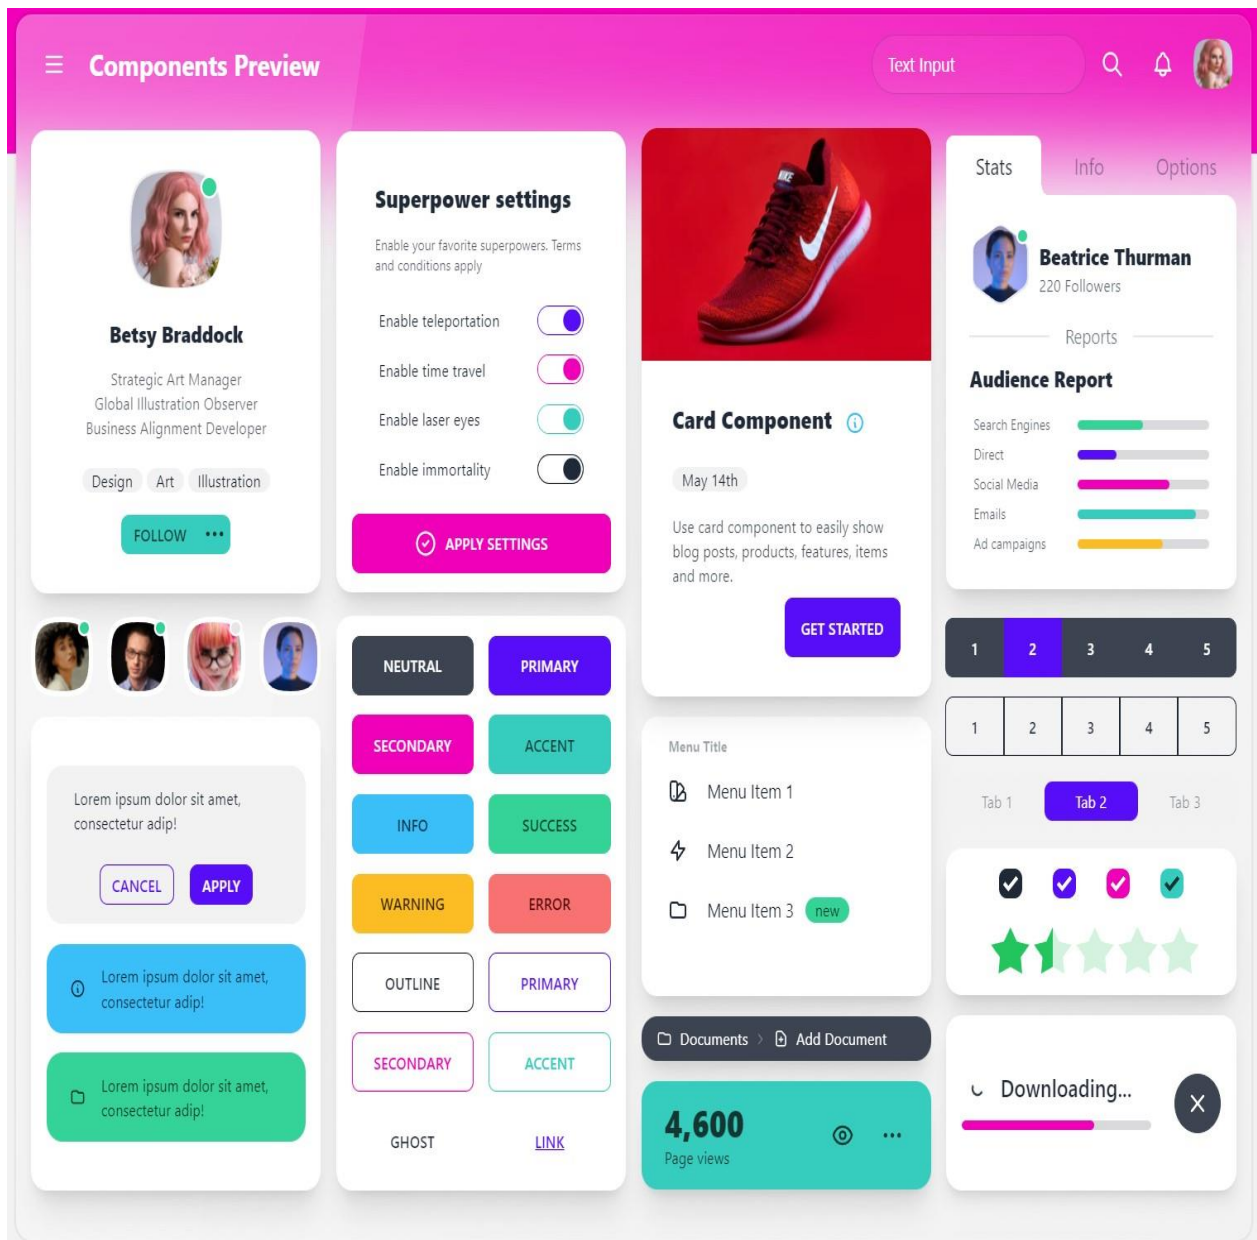 Components Preview
Text Input
Betsy Braddock
Strategic Art Manager
Global Illustration Observer
Business Alignment Developer
Design Art Illustration
FOLLOW
Lorem ipsum dolor sit amet,
consectetur adip!
CANCEL APPLY
Lorem ipsum dolor sit amet,
consectetur adip!
Lorem ipsum dolor sit amet,
consectetur adip!
Superpower settings
Enable your favorite superpowers. Terms
and conditions apply
Enable teleportation
Enable time travel
Enable laser eyes
Enable immortality
APPLY SETTINGS
NEUTRAL PRIMARY
SECONDARY ACCENT
INFO SUCCESS
WARNING ERROR
OUTLINE PRIMARY
SECONDARY ACCENT
GHOST LINK
NIKE
Card Component
May 14th
Use card component to easily show
blog posts, products, features, items
and more.
GET STARTED
Menu Title
Menu Item 1
Menu Item 2
Menu Item 3 new
Documents Add Document
4,600
Page views
Stats Info Options
Beatrice Thurman
220 Followers
Reports
Audience Report
Search Engines
Direct
Social Media
Emails
Ad campaigns
1 2 3 4 5
1 2 3 4 5
Tab 1 Tab 2 Tab 3
Downloading...